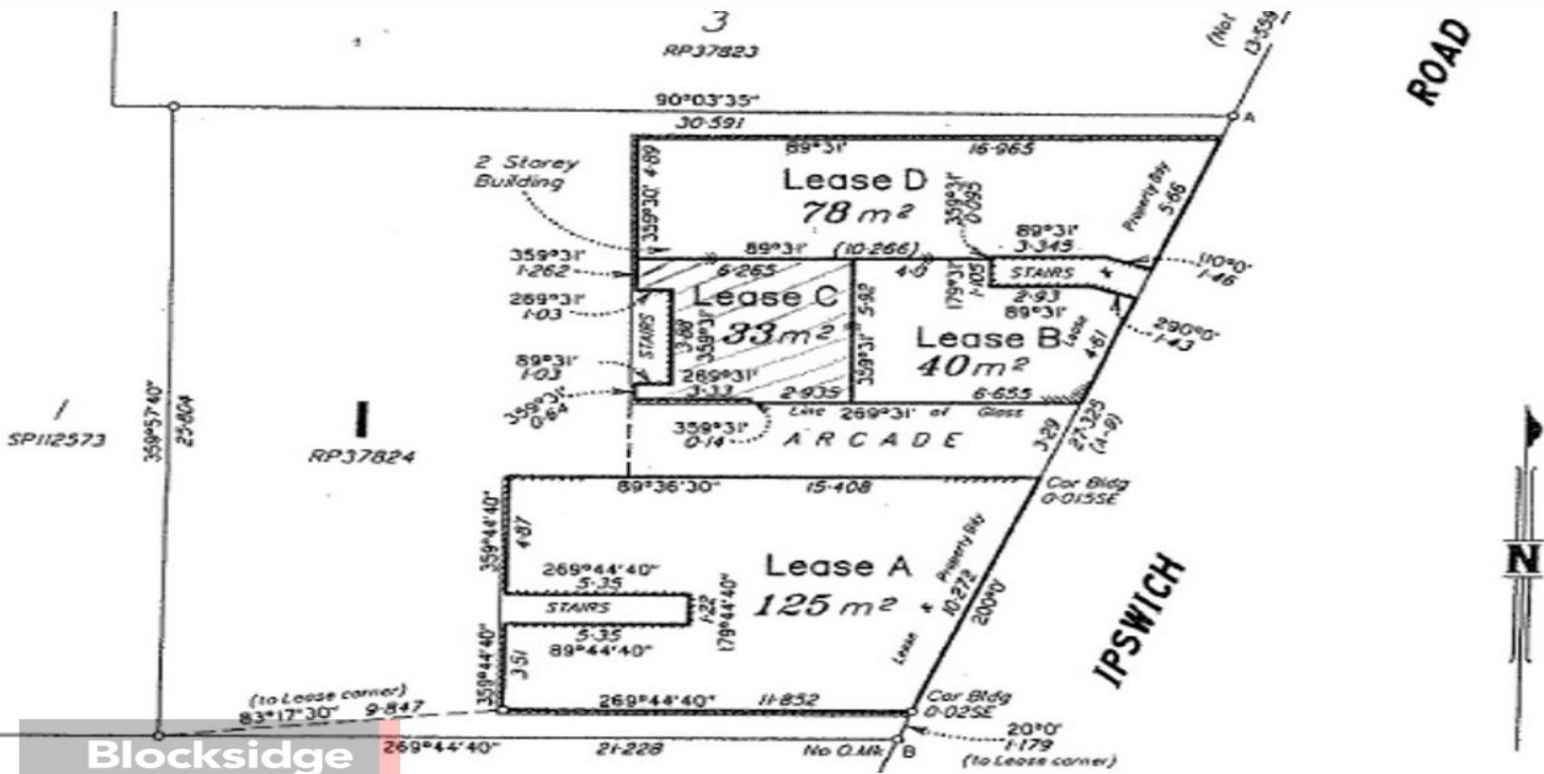 3
RP37823
(Not
13·559
ROAD
90°03'35"
30·591
A
89°31'
16·965
2 Storey
Building
359°30' 4·89
Lease D
78 m²
359°31'
0·095
Property Bdy
5·66
89°31'
3·345
89°31'
(10·266)
359°31'
1·262
6·265
4·0
179°31'
1·105
STAIRS
110°0'
1·46
269°31'
1·03
Lease C
33 m²
STAIRS
3·88
359°31'
5·92
359°31'
2·93
89°31'
Lease B
40 m²
Lease
4·61
290°0'
1·43
89°31'
1·03
269°31'
3·33
2·935
6·655
359°31'
0·64
Line 269°31' of Glass
359°31'
0·14
ARCADE
3·29
27·325
(A-B)
1
SP112573
359°57'40"
25·804
RP37824
89°36'30"
15·408
Cor Bldg
0·015SE
359°44'40"
4·87
Lease A
125 m²
Property Bdy
10·272
200°0'
Lease
269°44'40"
5·35
STAIRS
1·22
179°44'40"
5·35
89°44'40"
359°44'40"
3·51
IPSWICH
N
(to Lease corner)
83°17'30" 9·847
269°44'40"
11·852
Cor Bldg
0·02SE
20°0'
1·179
(to Lease corner)
269°44'40"
21·228
No O.Mk
B
Blocksidge